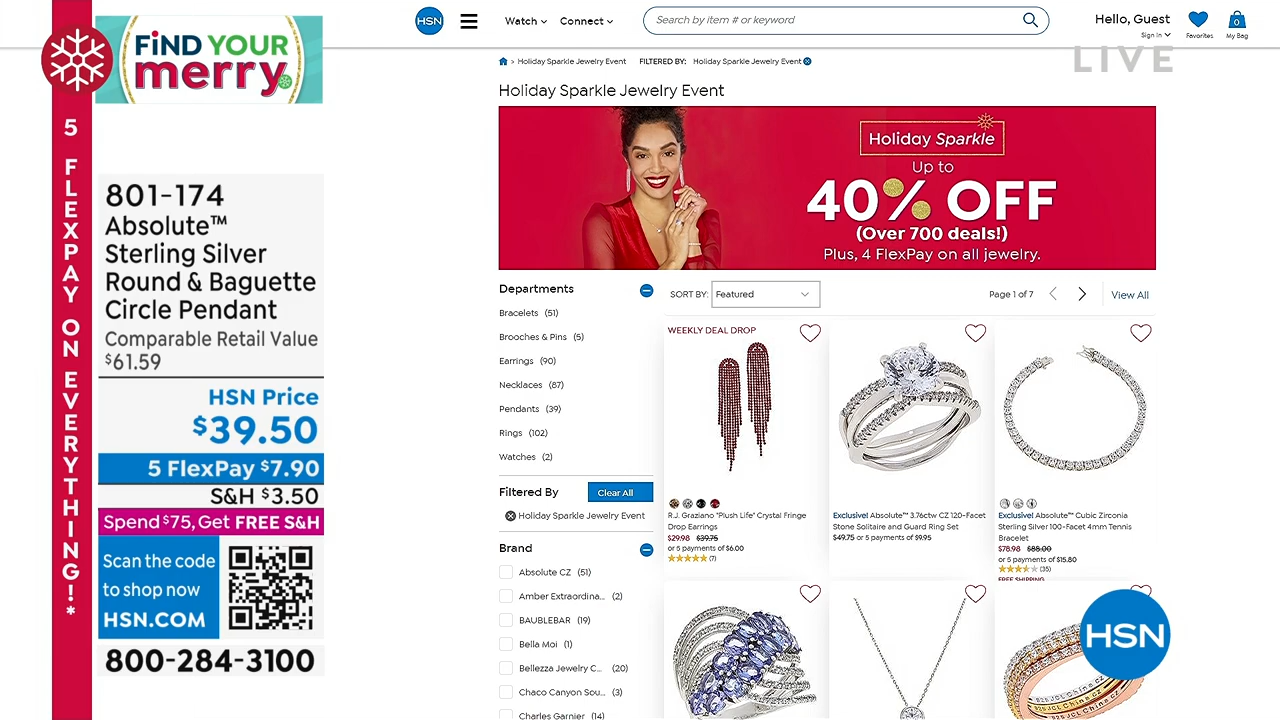 FiND YOUR
merry
5 FLEXPAY ON EVERYTHING!*
801-174
Absolute™
Sterling Silver
Round & Baguette
Circle Pendant
Comparable Retail Value
$61.59
HSN Price
$39.50
5 FlexPay $7.90
S&H $3.50
Spend $75, Get FREE S&H
Scan the code
to shop now
HSN.COM
800-284-3100
HSN
Watch
Connect
Search by item # or keyword
Hello, Guest
Sign In
Favorites
0
My Bag
LIVE
> Holiday Sparkle Jewelry Event FILTERED BY: Holiday Sparkle Jewelry Event
Holiday Sparkle Jewelry Event
Holiday Sparkle
Up to
40% OFF
(Over 700 deals!)
Plus, 4 FlexPay on all jewelry.
Departments
Bracelets (51)
Brooches & Pins (5)
Earrings (90)
Necklaces (87)
Pendants (39)
Rings (102)
Watches (2)
Filtered By
Clear All
Holiday Sparkle Jewelry Event
Brand
Absolute CZ (51)
Amber Extraordina... (2)
BAUBLEBAR (19)
Bella Moi (1)
Bellezza Jewelry C... (20)
Chaco Canyon Sou... (3)
Charles Garnier (14)
SORT BY: Featured
Page 1 of 7
View All
WEEKLY DEAL DROP
R.J. Graziano "Plush Life" Crystal Fringe
Drop Earrings
$29.98 $39.75
or 5 payments of $6.00
(7)
Exclusive! Absolute™ 3.76ctw CZ 120-Facet
Stone Solitaire and Guard Ring Set
$49.75 or 5 payments of $9.95
Exclusive! Absolute™ Cubic Zirconia
Sterling Silver 100-Facet 4mm Tennis
Bracelet
$78.98 $88.00
or 5 payments of $15.80
(35)
FREE SHIPPING
HSN
925 JCL China CZ